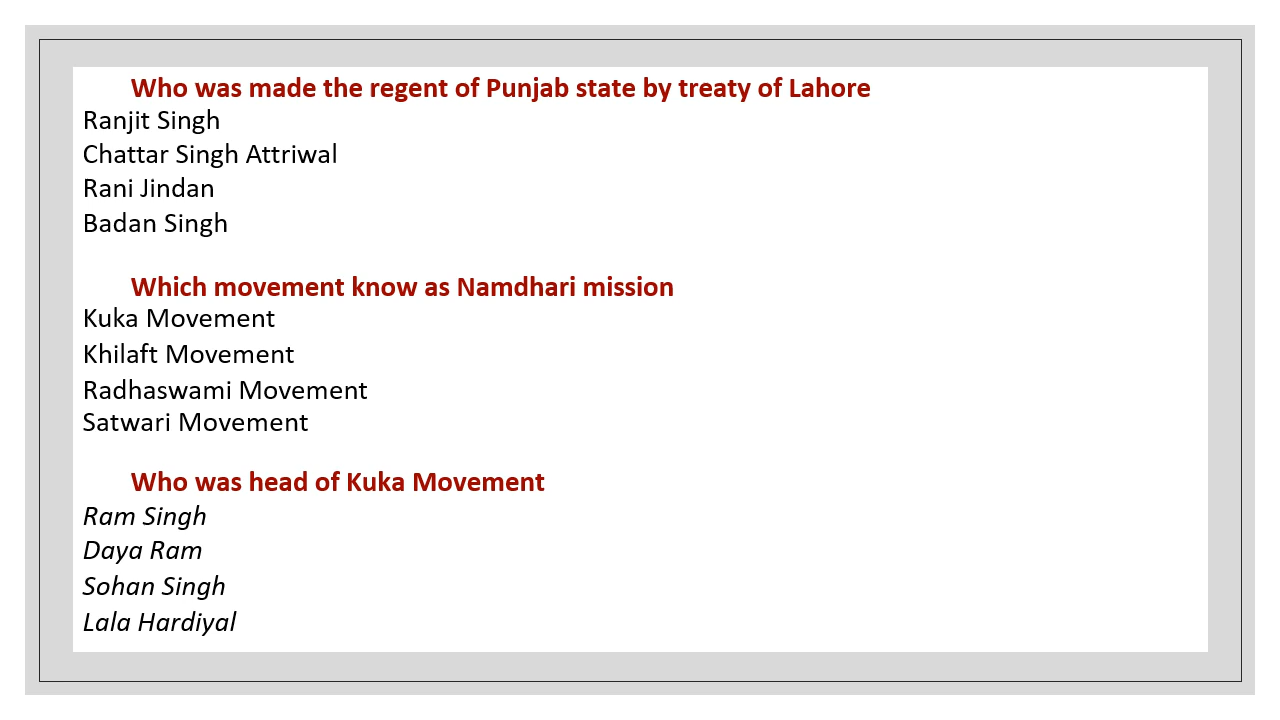 Who was made the regent of Punjab state by treaty of Lahore
Ranjit Singh
Chattar Singh Attriwal
Rani Jindan
Badan Singh
Which movement know as Namdhari mission
Kuka Movement
Khilaft Movement
Radhaswami Movement
Satwari Movement
Who was head of Kuka Movement
Ram Singh
Daya Ram
Sohan Singh
Lala Hardiyal